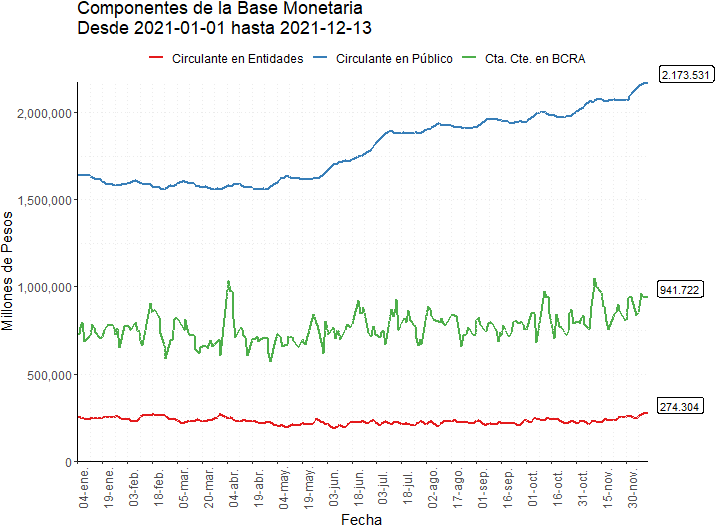 Componentes de la Base Monetaria
Desde 2021-01-01 hasta 2021-12-13
Circulante en Entidades Circulante en Público Cta. Cte. en BCRA
2.173.531
2,000,000
1,500,000
1,000,000
941.722
500,000
274.304
0
Millones de Pesos
04-ene. 19-ene. 03-feb. 18-feb. 05-mar. 20-mar. 04-abr. 19-abr. 04-may. 19-may. 03-jun. 18-jun. 03-jul. 18-jul. 02-ago. 17-ago. 01-sep. 16-sep. 01-oct. 16-oct. 31-oct. 15-nov. 30-nov.
Fecha